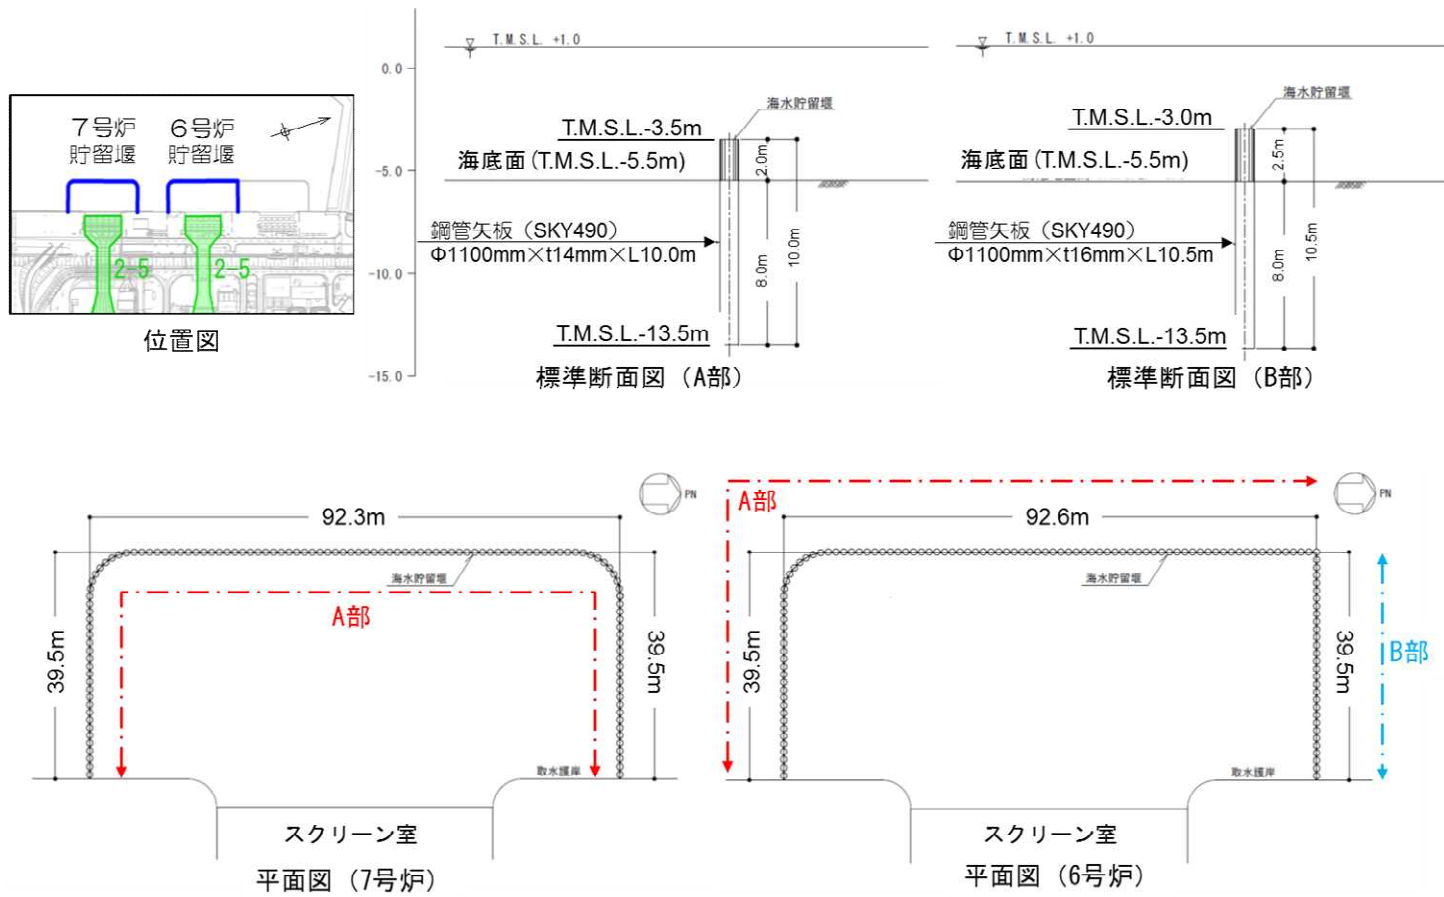 7号炉
貯留堰
6号炉
貯留堰
2-5
2-5
位置図
0.0
-5.0
-10.0
-15.0
T.M.S.L. +1.0
海水貯留堰
T.M.S.L.-3.5m
海底面(T.M.S.L.-5.5m)
2.0m
鋼管矢板（SKY490）
Φ1100mm×t14mm×L10.0m
8.0m
10.0m
T.M.S.L.-13.5m
標準断面図（A部）
T.M.S.L. +1.0
海水貯留堰
T.M.S.L.-3.0m
海底面(T.M.S.L.-5.5m)
2.5m
鋼管矢板（SKY490）
Φ1100mm×t16mm×L10.5m
8.0m
10.5m
T.M.S.L.-13.5m
標準断面図（B部）
PN
92.3m
海水貯留堰
A部
39.5m
39.5m
取水護岸
スクリーン室
平面図（7号炉）
A部
PN
92.6m
海水貯留堰
39.5m
39.5m
B部
取水護岸
スクリーン室
平面図（6号炉）